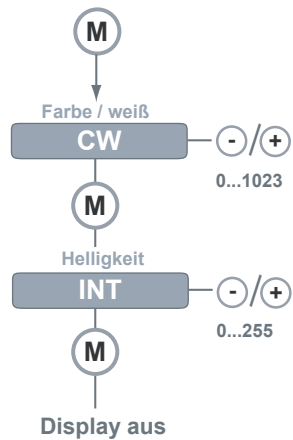 M
Farbe / weiß
CW
-/+
0...1023
M
Helligkeit
INT
-/+
0...255
M
Display aus